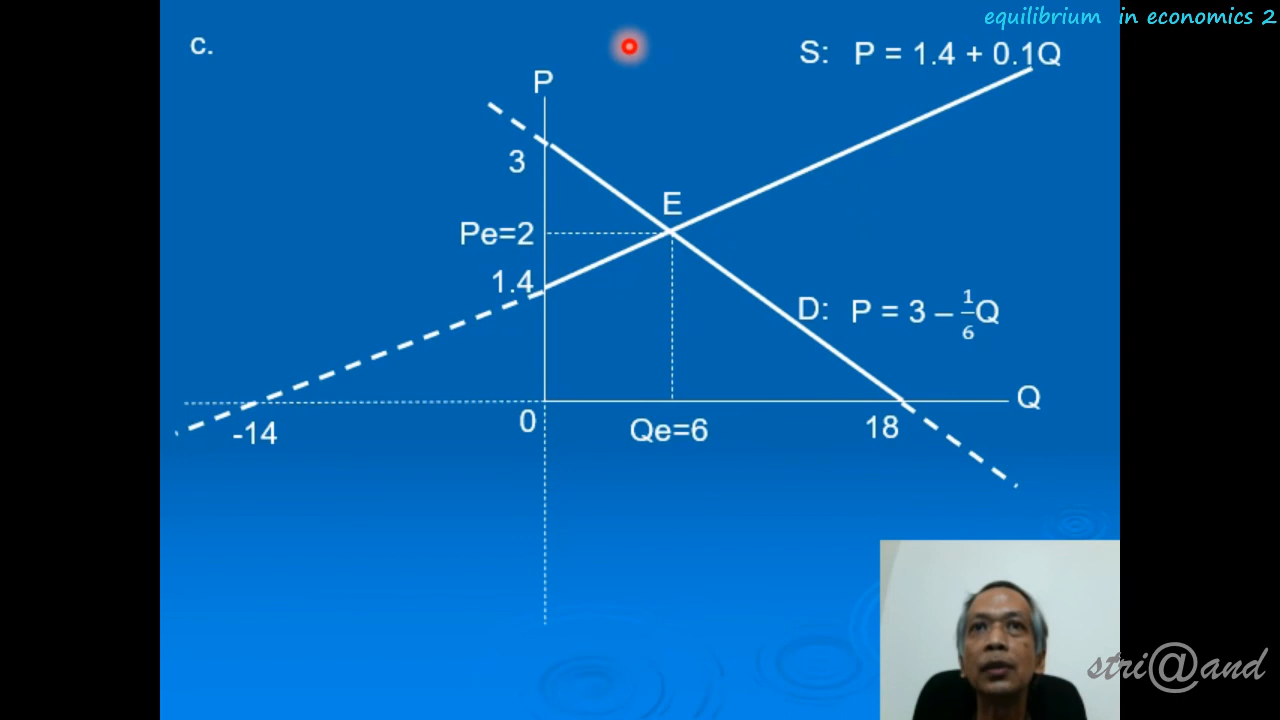 equilibrium in economics 2
c.
S: P = 1.4 + 0.1Q
P
3
E
Pe=2
1.4
D: P = 3 – 1/6 Q
Q
0
-14
Qe=6
18
stri@and